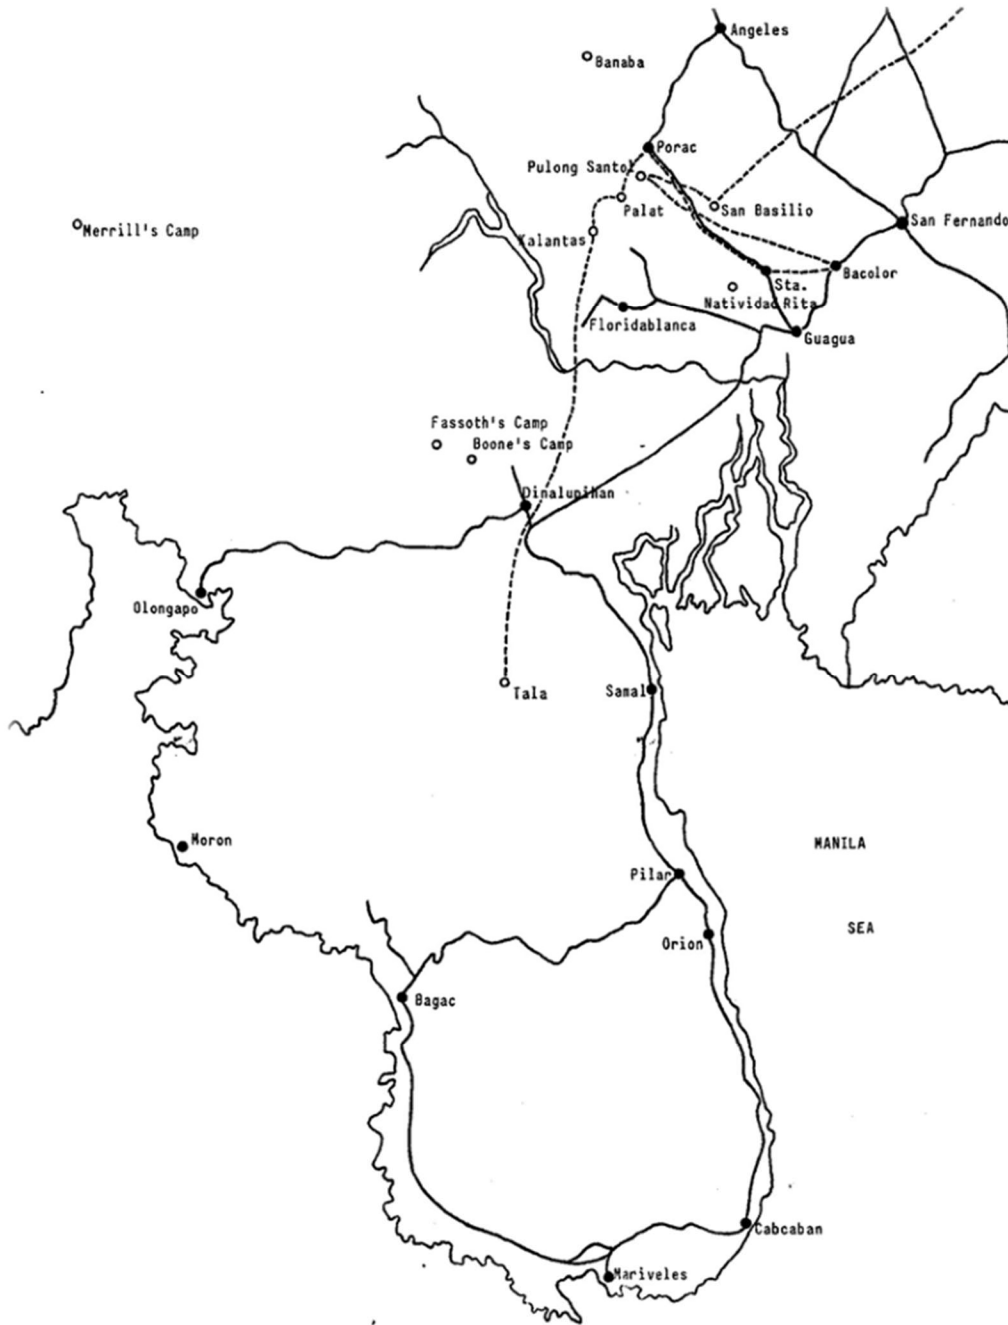 Angeles
Banaba
Porac
Pulong Santol
Palat
San Basilio
San Fernando
Merrill's Camp
Kalantas
Bacolor
Sta.
Rita
Natividad
Floridablanca
Guagua
Fassoth's Camp
Boone's Camp
Dinalupihan
Olongapo
Tala
Samal
Moron
MANILA
Pilar
SEA
Orion
Bagac
Cabcaban
Mariveles